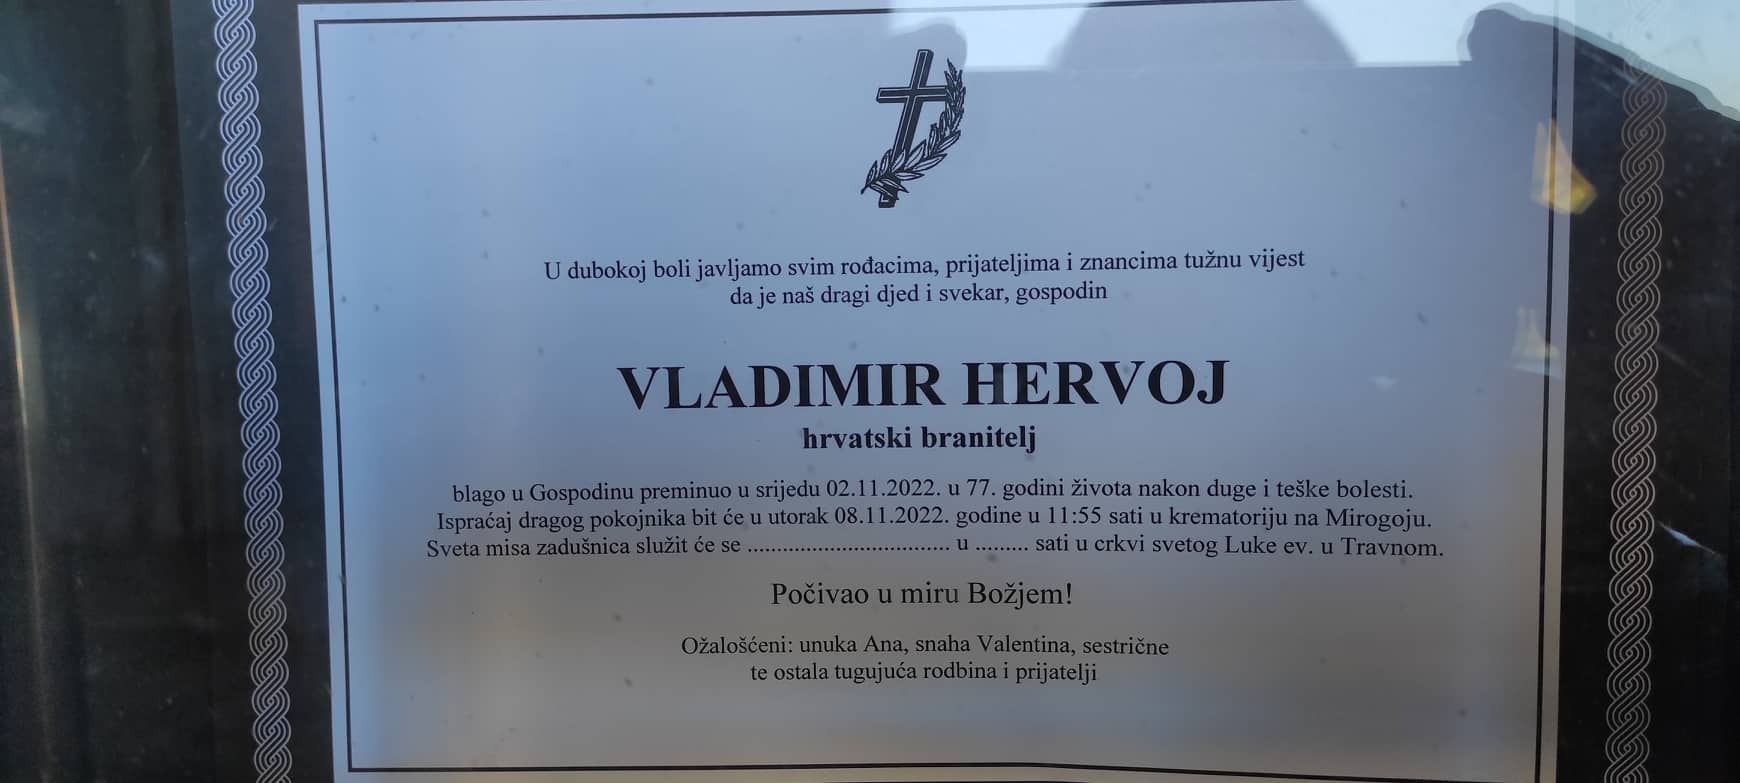 U dubokoj boli javljamo svim rođacima, prijateljima i znancima tužnu vijest
da je naš dragi djed i svekar, gospodin
VLADIMIR HERVOJ
hrvatski branitelj
blago u Gospodinu preminuo u srijedu 02.11.2022. u 77. godini života nakon duge i teške bolesti.
Ispraćaj dragog pokojnika bit će u utorak 08.11.2022. godine u 11:55 sati u krematoriju na Mirogoju.
Sveta misa zadušnica služit će se .................................. u ......... sati u crkvi svetog Luke ev. u Travnom.
Počivao u miru Božjem!
Ožalošćeni: unuka Ana, snaha Valentina, sestrične
te ostala tugujuća rodbina i prijatelji